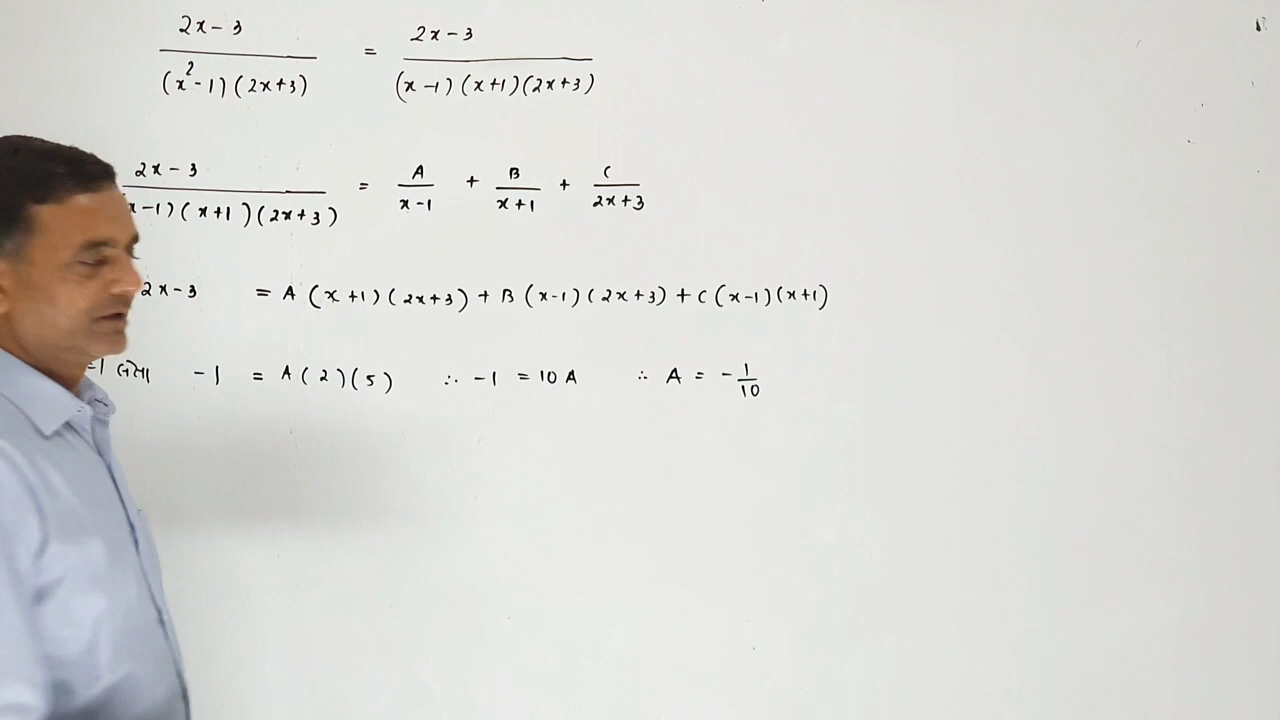 2x - 3 / (x² - 1)(2x+3) = 2x - 3 / (x - 1)(x+1)(2x+3)
2x - 3 / (x-1)(x+1)(2x+3) = A / x-1 + B / x+1 + C / 2x+3
2x-3 = A(x+1)(2x+3) + B(x-1)(2x+3) + C(x-1)(x+1)
=1 લેતા -1 = A(2)(5) ∴ -1 = 10A ∴ A = -1/10